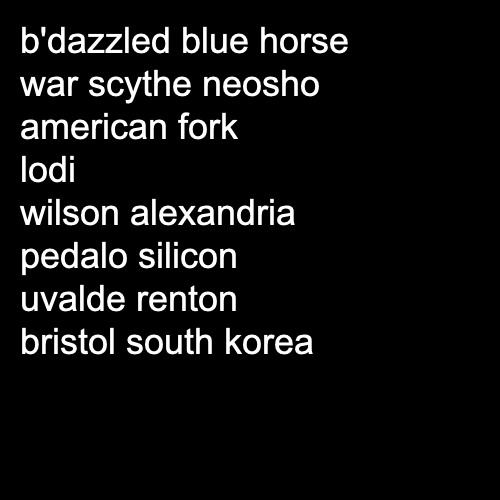 b'dazzled blue horse
war scythe neosho
american fork
lodi
wilson alexandria
pedalo silicon
uvalde renton
bristol south korea